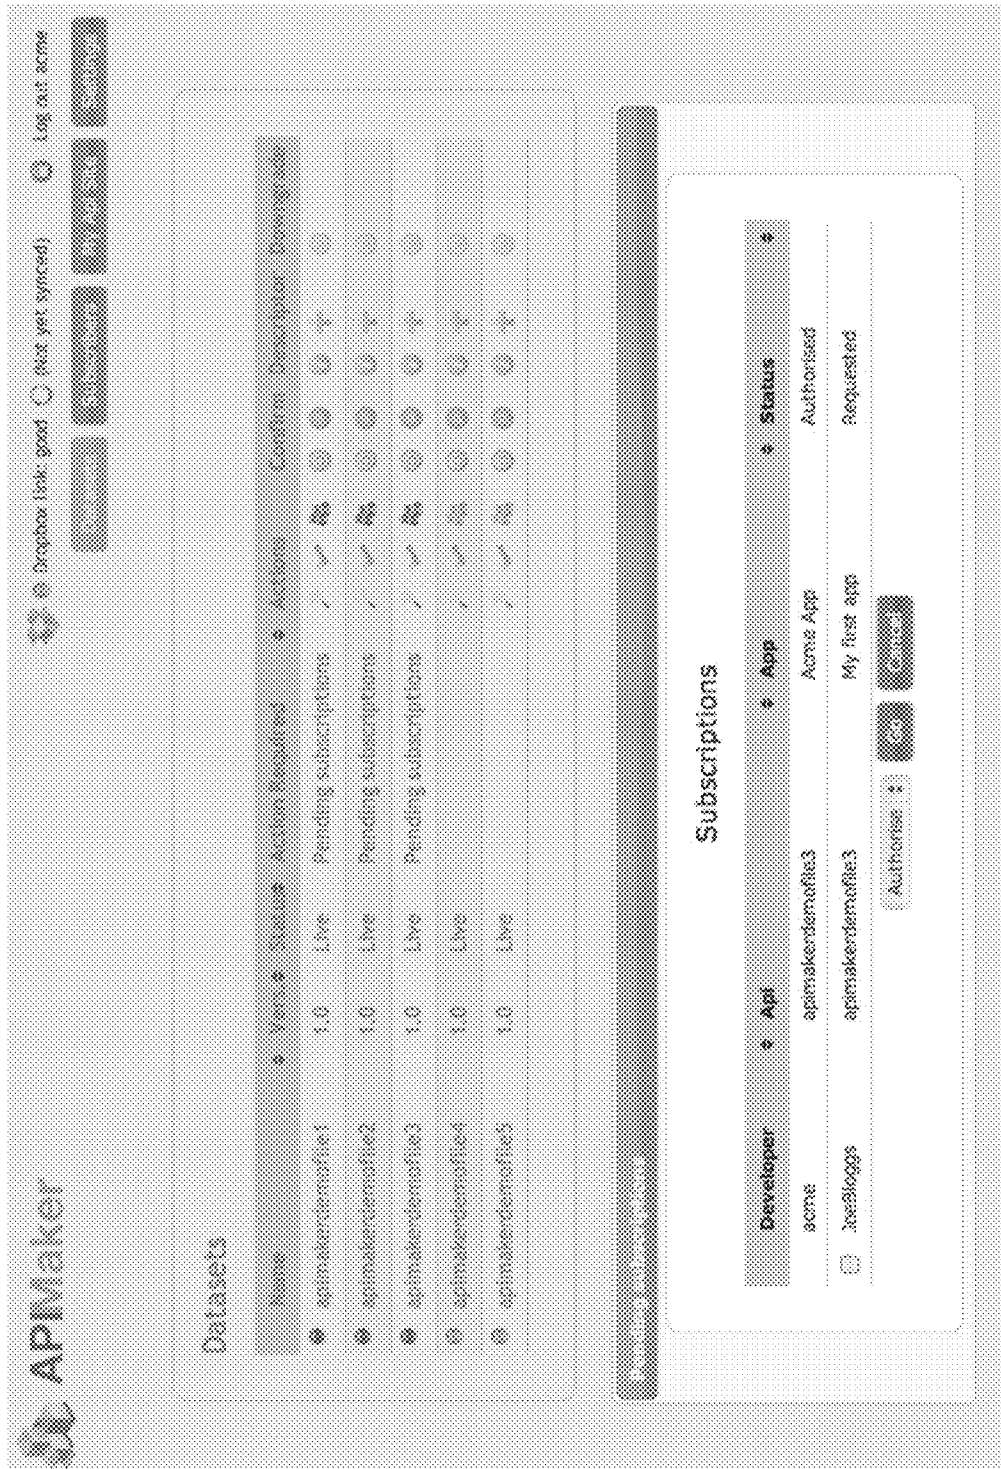 APIMaker
Dropbox link: good (Not yet synced) Log out acme
Datasets
Name Status Action Required Actions Confirm Descriptor
apimakerdemofile1 1.0 Live Pending subscriptions
apimakerdemofile2 1.0 Live Pending subscriptions
apimakerdemofile3 1.0 Live Pending subscriptions
apimakerdemofile4 1.0 Live
apimakerdemofile5 1.0 Live
Subscriptions
Developer Api App Status
acme apimakerdemofile3 Acme App Authorised
JoeBloggs apimakerdemofile3 My first app Requested
Authorise Go